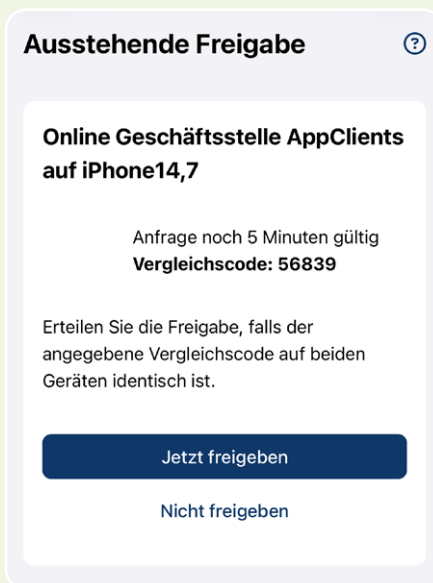 Ausstehende Freigabe
Online Geschäftsstelle AppClients
auf iPhone14,7
Anfrage noch 5 Minuten gültig
Vergleichscode: 56839
Erteilen Sie die Freigabe, falls der
angegebene Vergleichscode auf beiden
Geräten identisch ist.
Jetzt freigeben
Nicht freigeben